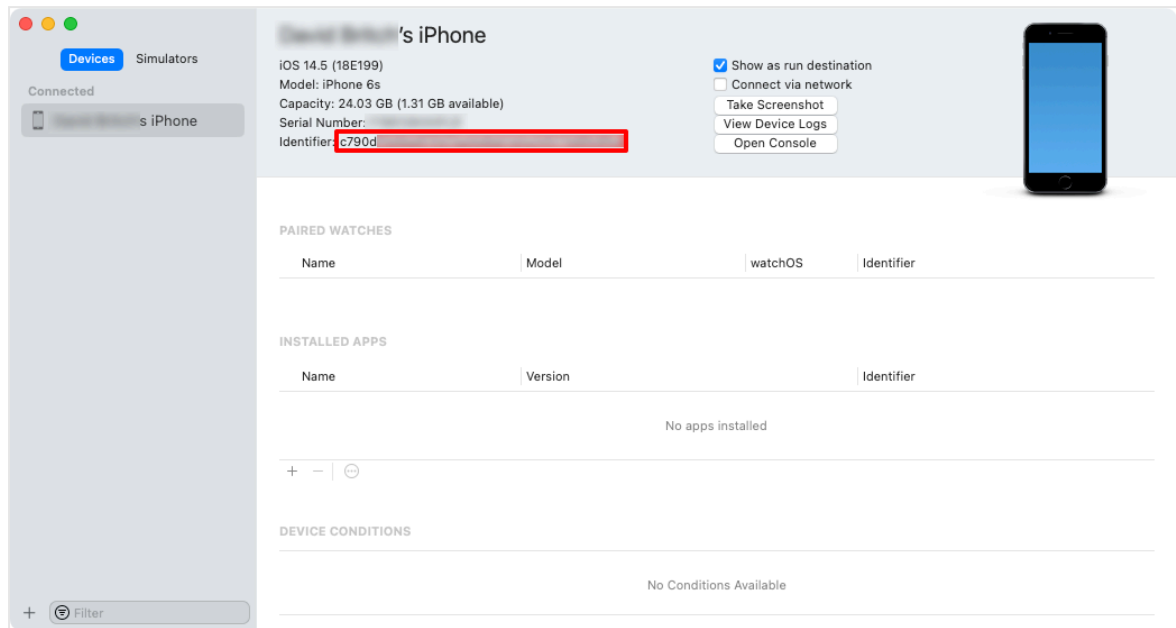 Devices Simulators
Connected
s iPhone
Filter
's iPhone
iOS 14.5 (18E199)
Model: iPhone 6s
Capacity: 24.03 GB (1.31 GB available)
Serial Number:
Identifier: c790d
Show as run destination
Connect via network
Take Screenshot
View Device Logs
Open Console
PAIRED WATCHES
Name Model watchOS Identifier
INSTALLED APPS
Name Version Identifier
No apps installed
DEVICE CONDITIONS
No Conditions Available